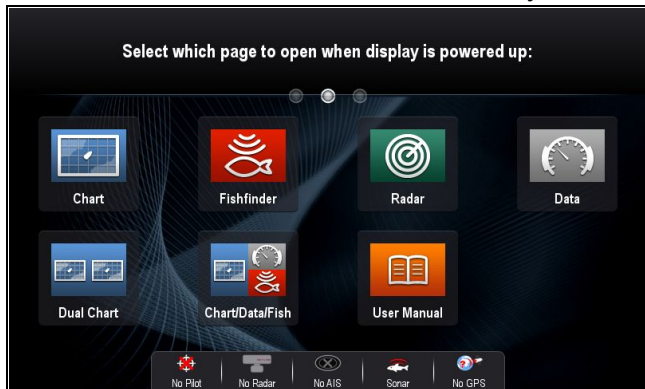 Select which page to open when display is powered up:
Chart
Fishfinder
Radar
Data
Dual Chart
Chart/Data/Fish
User Manual
No Pilot
No Radar
No AIS
Sonar
No GPS